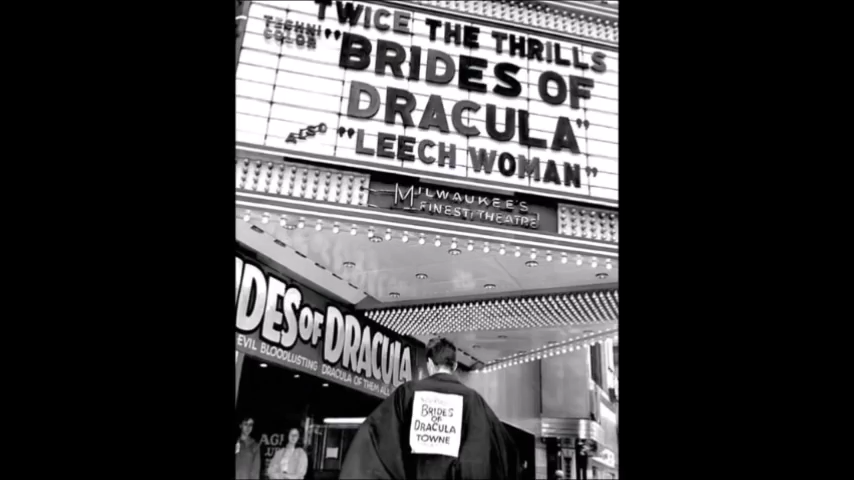 TWICE THE THRILLS
TECHNI
COLOR
"BRIDES OF
DRACULA"
ALSO
"LEECH WOMAN"
MILWAUKEE'S
FINEST THEATRE
DES OF DRACULA
EVIL BLOODLUSTING DRACULA OF THEM ALL
BRIDES
OF
DRACULA
TOWNE